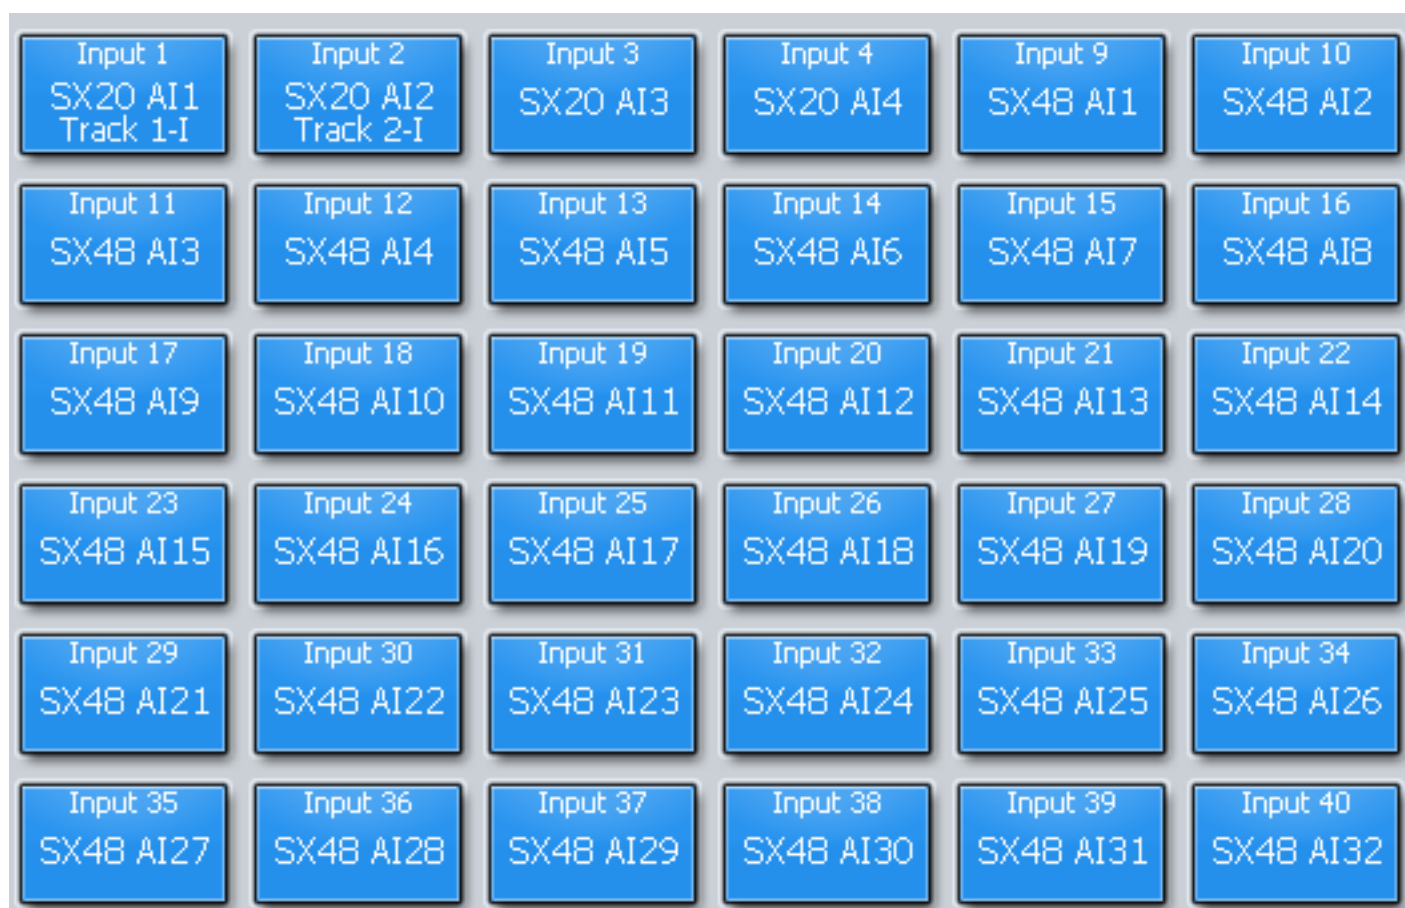 Input 1
SX20 AI1
Track 1-I
Input 2
SX20 AI2
Track 2-I
Input 3
SX20 AI3
Input 4
SX20 AI4
Input 9
SX48 AI1
Input 10
SX48 AI2
Input 11
SX48 AI3
Input 12
SX48 AI4
Input 13
SX48 AI5
Input 14
SX48 AI6
Input 15
SX48 AI7
Input 16
SX48 AI8
Input 17
SX48 AI9
Input 18
SX48 AI10
Input 19
SX48 AI11
Input 20
SX48 AI12
Input 21
SX48 AI13
Input 22
SX48 AI14
Input 23
SX48 AI15
Input 24
SX48 AI16
Input 25
SX48 AI17
Input 26
SX48 AI18
Input 27
SX48 AI19
Input 28
SX48 AI20
Input 29
SX48 AI21
Input 30
SX48 AI22
Input 31
SX48 AI23
Input 32
SX48 AI24
Input 33
SX48 AI25
Input 34
SX48 AI26
Input 35
SX48 AI27
Input 36
SX48 AI28
Input 37
SX48 AI29
Input 38
SX48 AI30
Input 39
SX48 AI31
Input 40
SX48 AI32